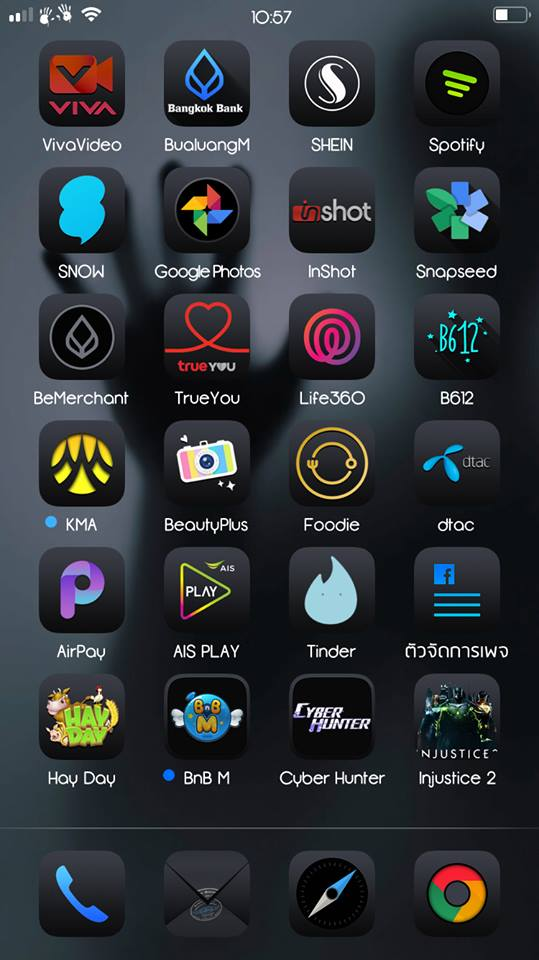 10:57
VIVA
Bangkok Bank
VivaVideo
BualuangM
SHEIN
Spotify
inshot
SNOW
Google Photos
InShot
Snapseed
trueYOU
B612
BeMerchant
TrueYou
Life360
B612
dtac
KMA
BeautyPlus
Foodie
dtac
AIS
PLAY
AirPay
AIS PLAY
Tinder
ตัวจัดการเพจ
HAY
DAY
BnB
M
CYBER
HUNTER
INJUSTICE 2
Hay Day
BnB M
Cyber Hunter
Injustice 2